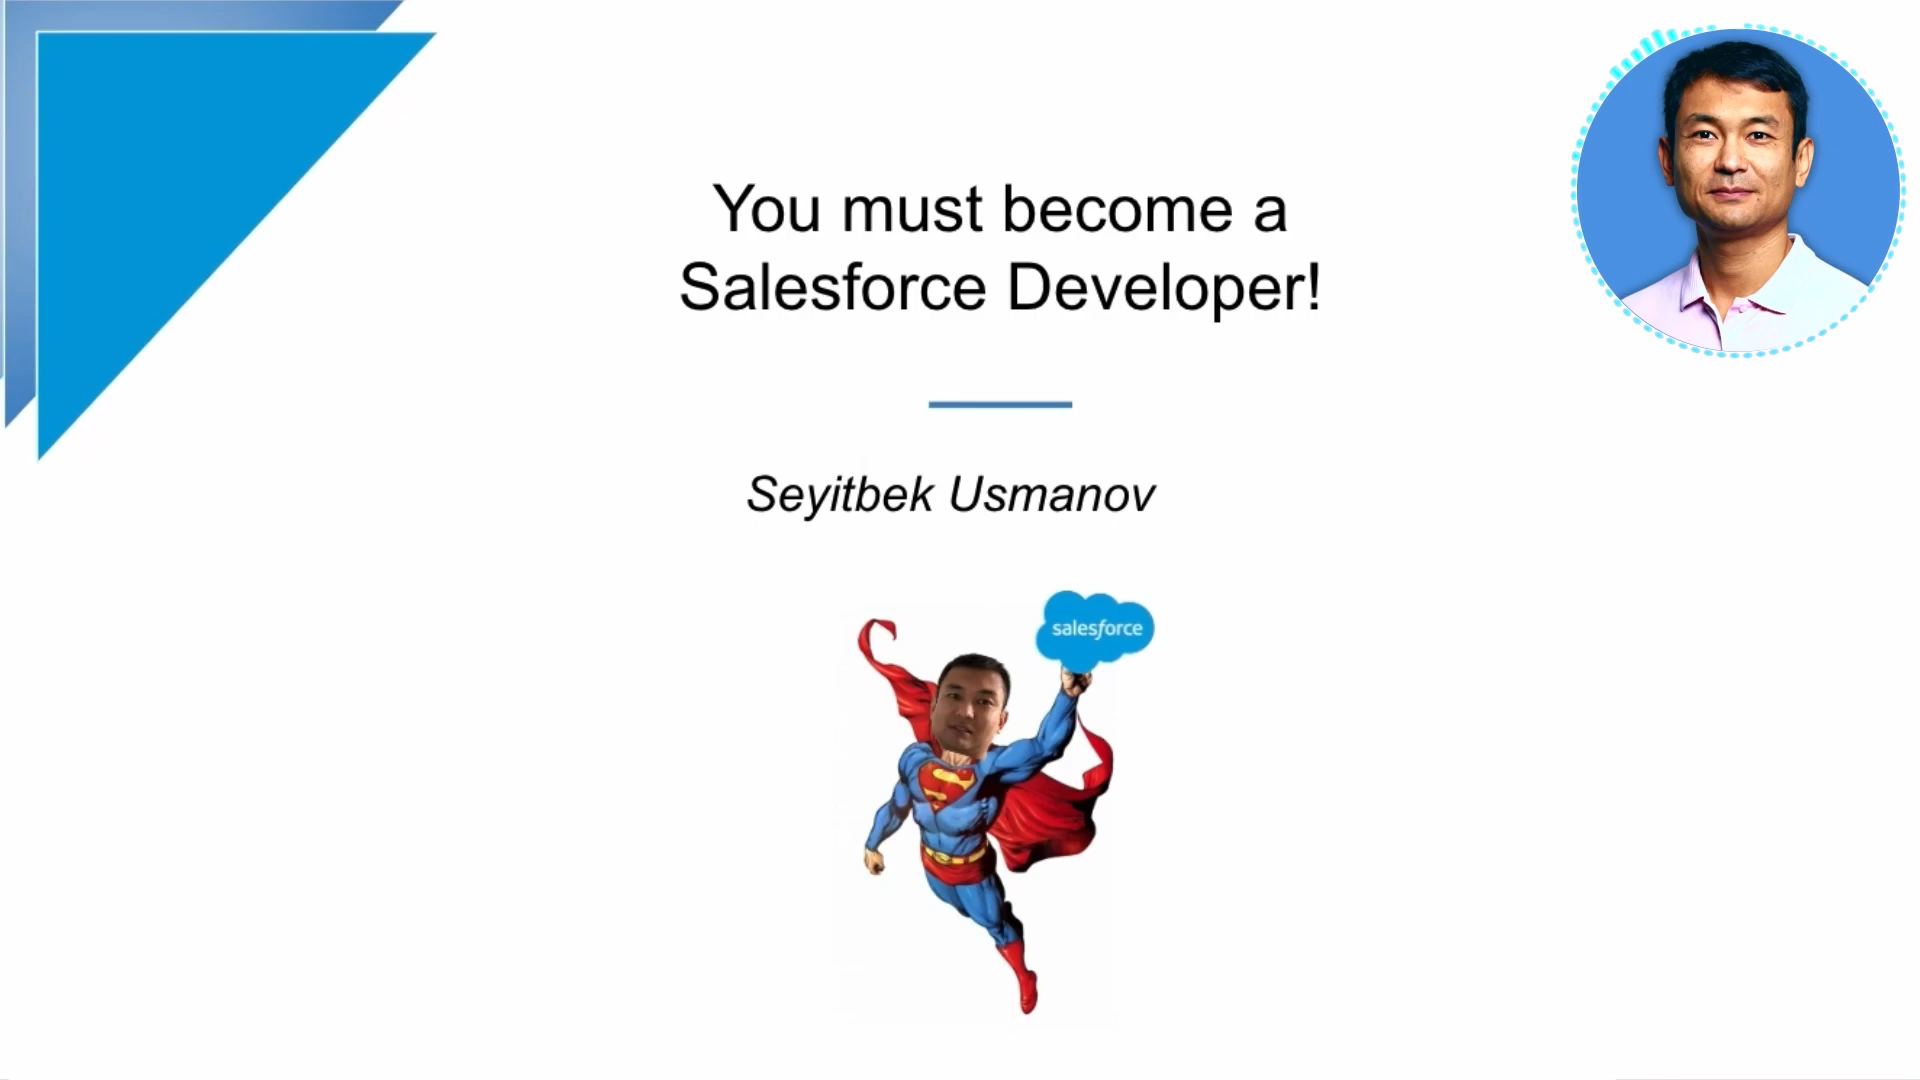 You must become a
Salesforce Developer!
Seyitbek Usmanov
salesforce